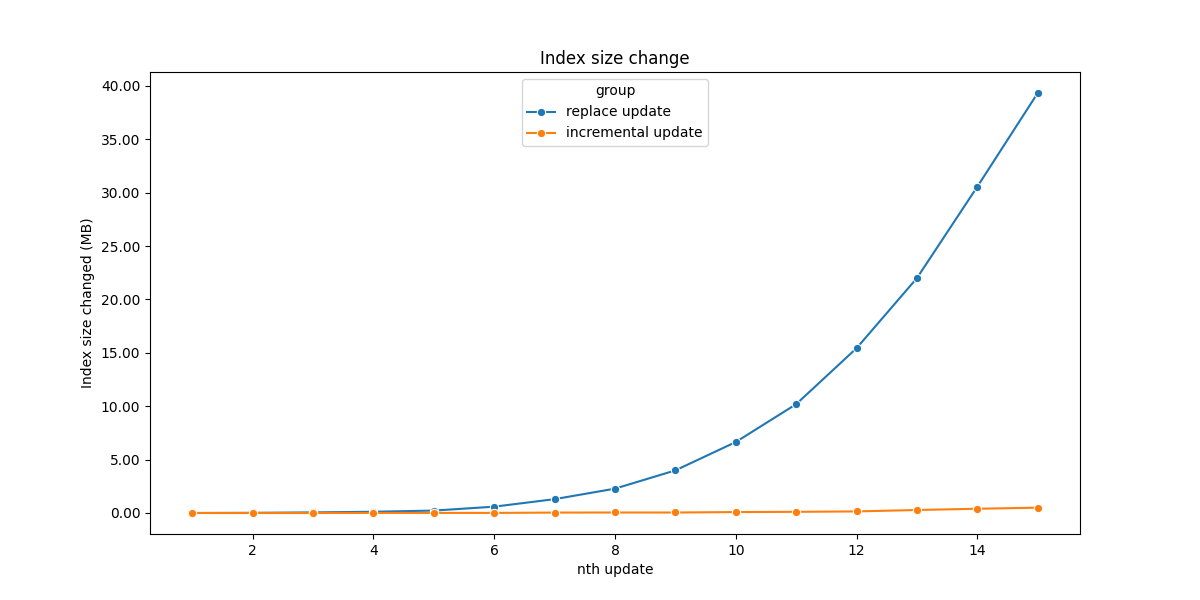 Index size change
group
replace update
incremental update
Index size changed (MB)
40.00
35.00
30.00
25.00
20.00
15.00
10.00
5.00
0.00
2 4 6 8 10 12 14
nth update